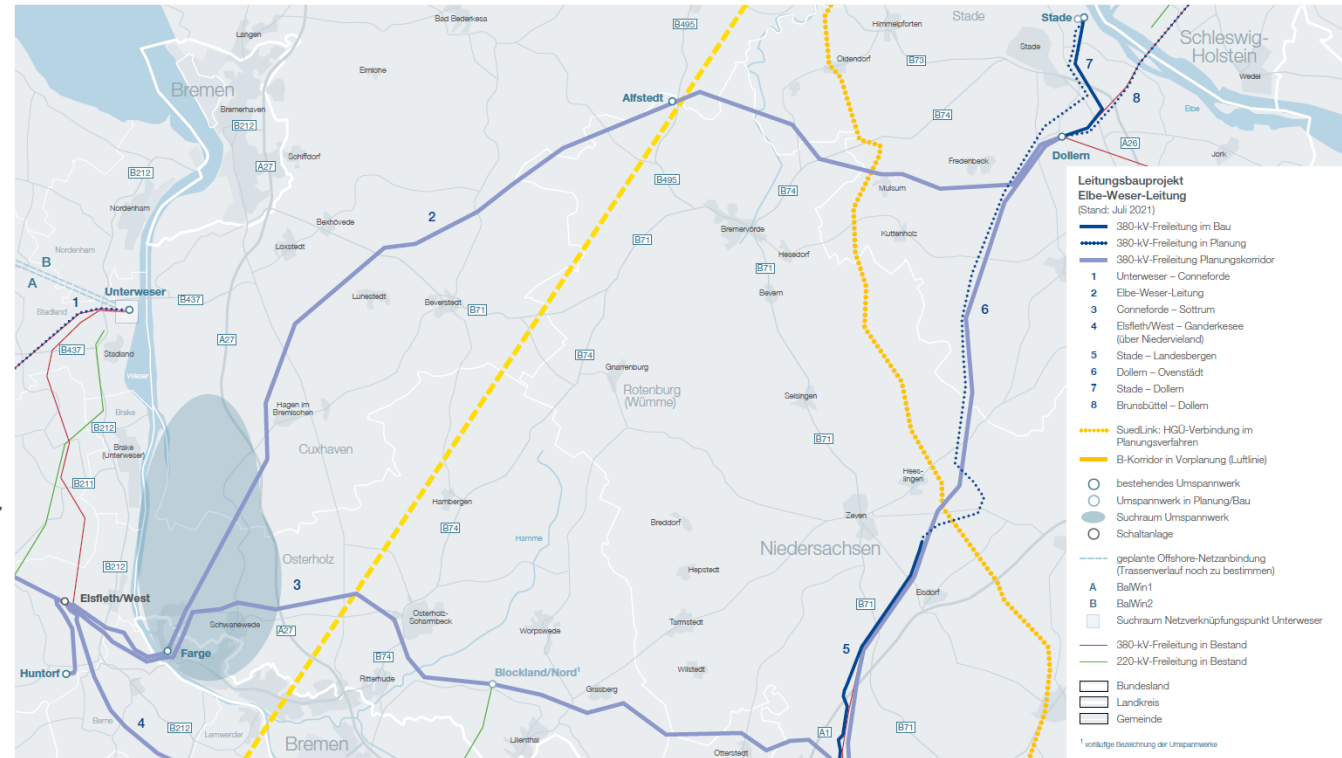 Bad Bederkesa
B495
Himmelpforten
Stade
Stade
Schleswig-
Holstein
Langen
Stade
Oldendorf
B73
7
Wedel
Elmlohe
Bremen
Alfstedt
8
Elbe
Bremerhaven
B212
B74
A26
Schiffdorf
Dollern
Jork
A27
Fredenbeck
B212
B495
B74
Mulsum
Nordenham
2
Bexhövede
Bremervörde
Kuttenholz
Loxstedt
B71
Hesedorf
Nordenham
B
B71
A
Unterweser
Lunestedt
Beverstedt
Bevern
1
B437
B71
6
Stadland
A27
B437
Stadland
B74
Weser
Gnarrenburg
Rotenburg
(Wümme)
Selsingen
Brake
Hagen im
Bremischen
B212
B71
Brake
(Unterweser)
Cuxhaven
Hees-
lingen
B211
Hambergen
Zeven
Breddorf
B74
Hamme
Niedersachsen
Osterholz
B212
3
Hepstedt
Elsdorf
Elsfleth/West
B71
Osterholz-
Scharmbeck
Schwanewede
A27
Tarmstedt
Worpswede
5
Farge
B74
Huntorf
Ritterhude
Blockland/Nord¹
Wilstedt
Grasberg
Berne
4
B212
Lemwerder
B71
A1
Bremen
Lilienthal
Otterstedt
Leitungsbauprojekt
Elbe-Weser-Leitung
(Stand: Juli 2021)
380-kV-Freileitung im Bau
380-kV-Freileitung in Planung
380-kV-Freileitung Planungskorridor
1 Unterweser – Conneforde
2 Elbe-Weser-Leitung
3 Conneforde – Sottrum
4 Elsfleth/West – Ganderkesee
(über Niedervieland)
5 Stade – Landesbergen
6 Dollern – Ovenstädt
7 Stade – Dollern
8 Brunsbüttel – Dollern
SuedLink: HGÜ-Verbindung im
Planungsverfahren
B-Korridor in Vorplanung (Luftlinie)
bestehendes Umspannwerk
Umspannwerk in Planung/Bau
Suchraum Umspannwerk
Schaltanlage
geplante Offshore-Netzanbindung
(Trassenverlauf noch zu bestimmen)
A BalWin1
B BalWin2
Suchraum Netzverknüpfungspunkt Unterweser
380-kV-Freileitung in Bestand
220-kV-Freileitung in Bestand
Bundesland
Landkreis
Gemeinde
¹ vorläufige Bezeichnung der Umspannwerke